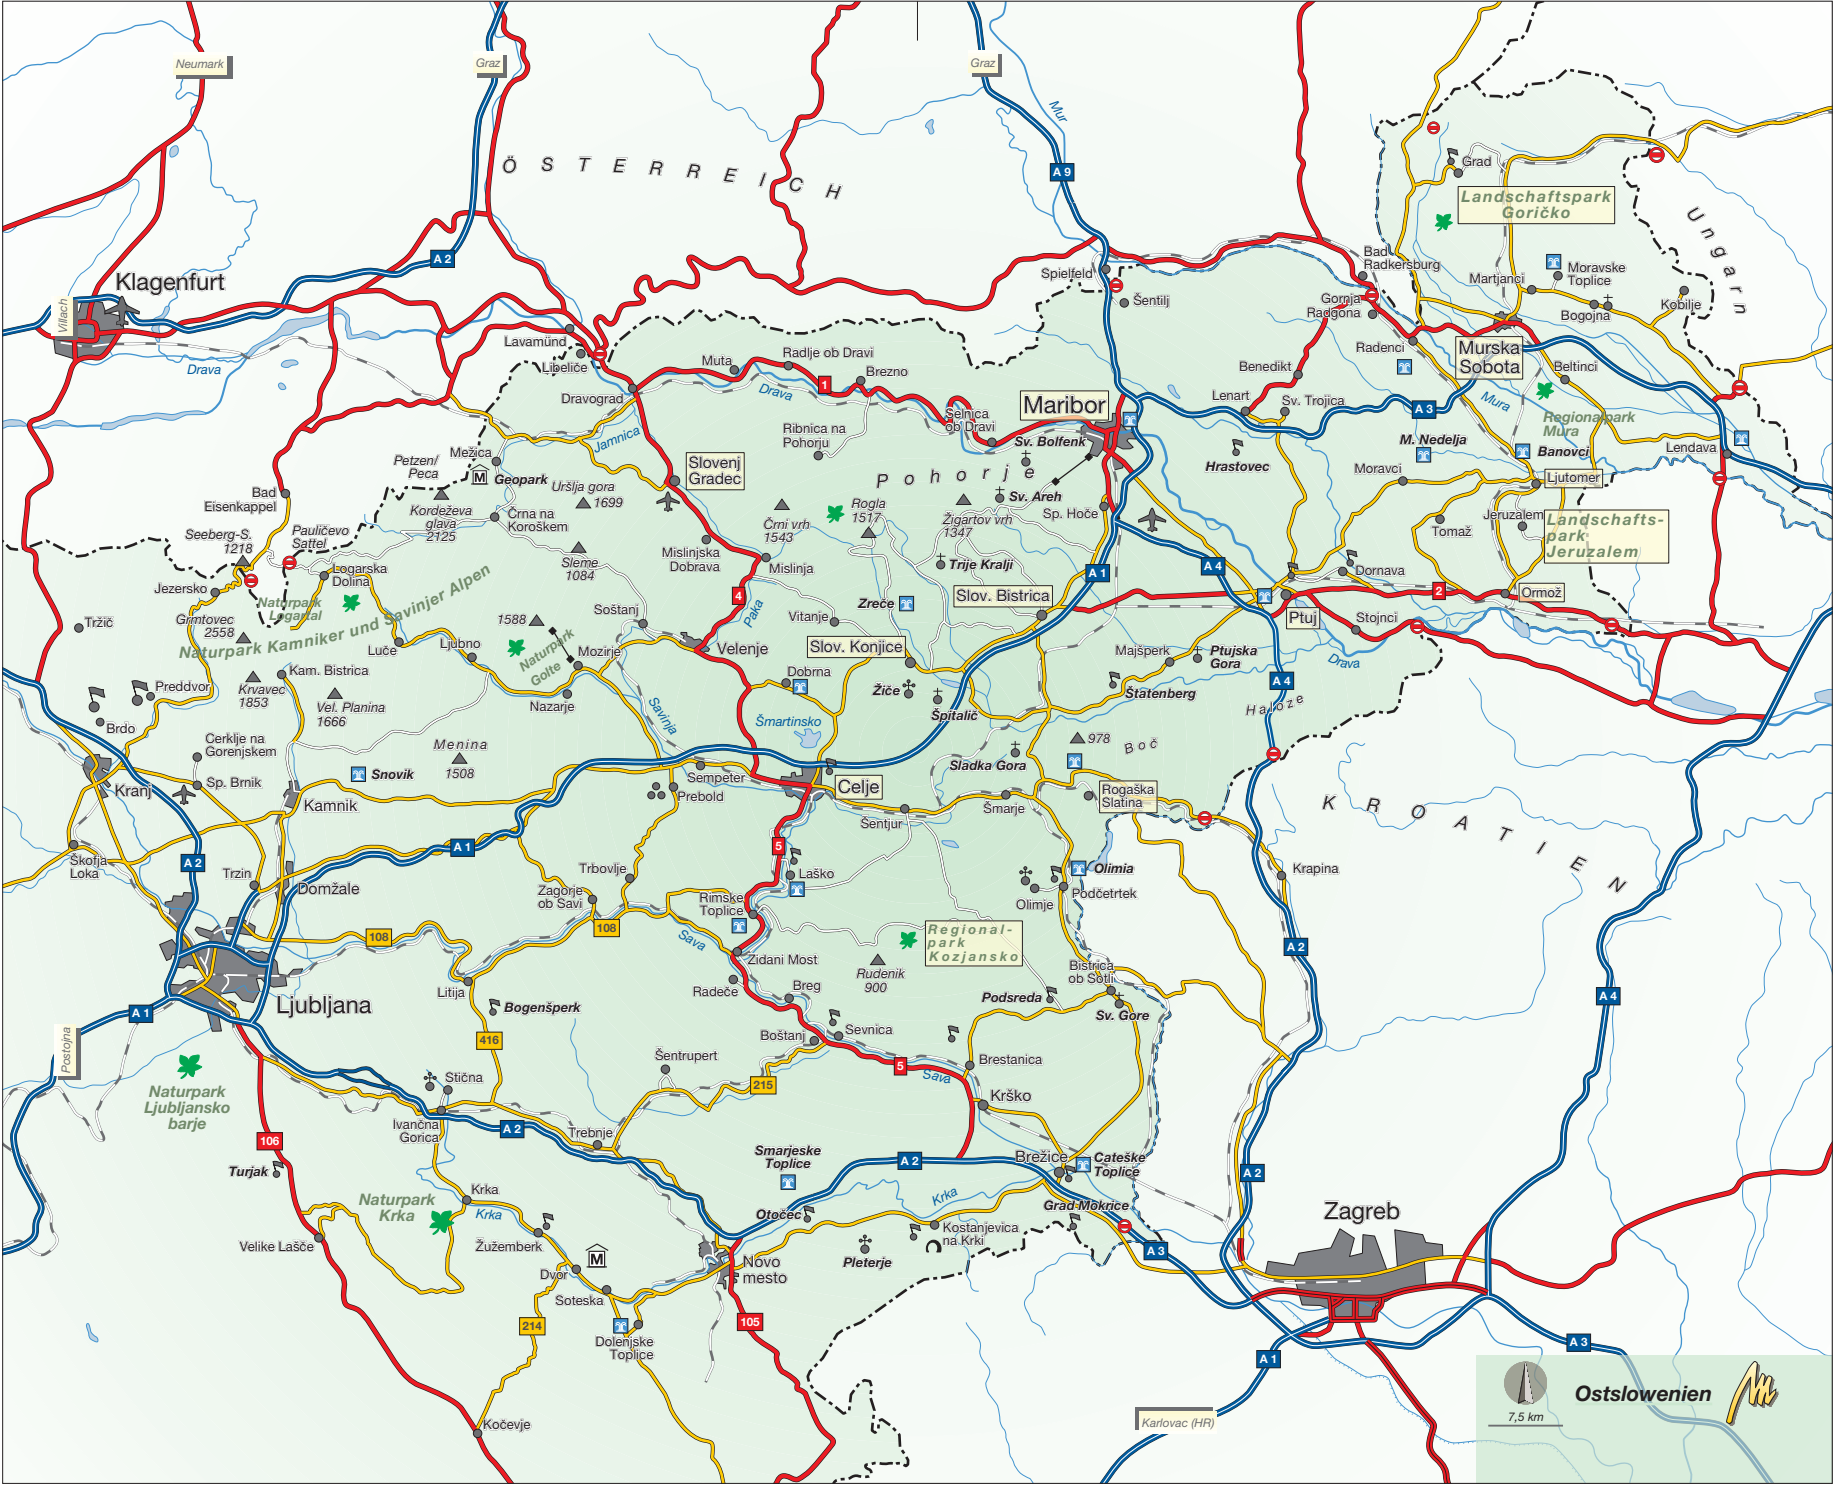 Neumark
Graz
Graz
Mur
ÖSTERREICH
A 9
A 2
Grad
Landschaftspark
Goričko
Ungarn
Klagenfurt
Villach
Drava
Spielfeld
Šentilj
Bad
Radkersburg
Gornja
Radgona
Radenci
Martjanci
Moravske
Toplice
Bogojna
Kobilje
Murska
Sobota
Beltinci
Mura
Regionalpark
Mura
Lendava
Lavamünd
Libeliče
Dravograd
Muta
Radlje ob Dravi
1
Brezno
Drava
Selnica
ob Dravi
Ribnica na
Pohorju
Maribor
Sv. Bolfenk
Benedikt
Lenart
Sv. Trojica
A 3
Hrastovec
M. Nedelja
Banovci
Moravci
Ljutomer
Jeruzalem
Tomaž
Landschafts-
park
Jeruzalem
Jamnica
Mežica
Petzen/
Peca
M
Geopark
Uršlja gora
1699
Slovenj
Gradec
Pohorje
Sv. Areh
Sp. Hoče
Rogla
1517
Črni vrh
1543
Žigartov vrh
1347
Trije Kralji
Bad
Eisenkappel
Kordeževa
glava
2125
Črna na
Koroškem
Seeberg-S.
1218
Pauličevo
Sattel
Logarska
Dolina
Jezersko
Naturpark
Logartal
Sleme
1084
Mislinjska
Dobrava
Mislinja
4
Paka
Zreče
Vitanje
Slov. Bistrica
A 1
A 4
Dornava
2
Ormož
Ptuj
Stojnci
Drava
Tržič
Grintovec
2558
Naturpark Kamniker und Savinjer Alpen
1588
Soštanj
Velenje
Luče
Ljubno
Naturpark
Golte
Mozirje
Nazarje
Savinja
Dobrna
Šmartinsko
Slov. Konjice
Žiče
Špitalič
Majšperk
Ptujska
Gora
Štatenberg
A 4
Haloze
Preddvor
Brdo
Krvavec
1853
Kam. Bistrica
Vel. Planina
1666
Menina
1508
Snovik
Cerklje na
Gorenjskem
Sp. Brnik
Kranj
Kamnik
Sempeter
Prebold
Celje
Šentjur
Šmarje
Sladka Gora
978
Boč
Rogaška
Slatina
KROATIEN
Krapina
Škofja
Loka
A 2
A 1
Trzin
Domžale
Trbovlje
Zagorje
ob Savi
5
Laško
Rimske
Toplice
Olimia
Podčetrtek
Olimje
108
108
Sava
Zidani Most
Regional-
park
Kozjansko
Rudenik
900
Bistrica
ob Sotli
A 2
A 4
Litija
Radeče
Breg
Podsreda
Sv. Gore
Ljubljana
A 1
Postojna
Bogenšperk
416
Boštanj
Sevnica
5
Sava
Brestanica
Krško
Šentrupert
215
Stična
Naturpark
Ljubljansko
barje
Ivančna
Gorica
A 2
Trebnje
106
Turjak
Smarjeske
Toplice
A 2
Brežice
Cateške
Toplice
A 2
Naturpark
Krka
Krka
Krka
Krka
Otočec
Grad Mokrice
Zagreb
Velike Lašče
Žužemberk
M
Kostanjevica
na Krki
Pleterje
A 3
Dvor
Soteska
Novo
mesto
214
105
Dolenjske
Toplice
A 1
A 3
Karlovac (HR)
Kočevje
7,5 km
Ostslowenien